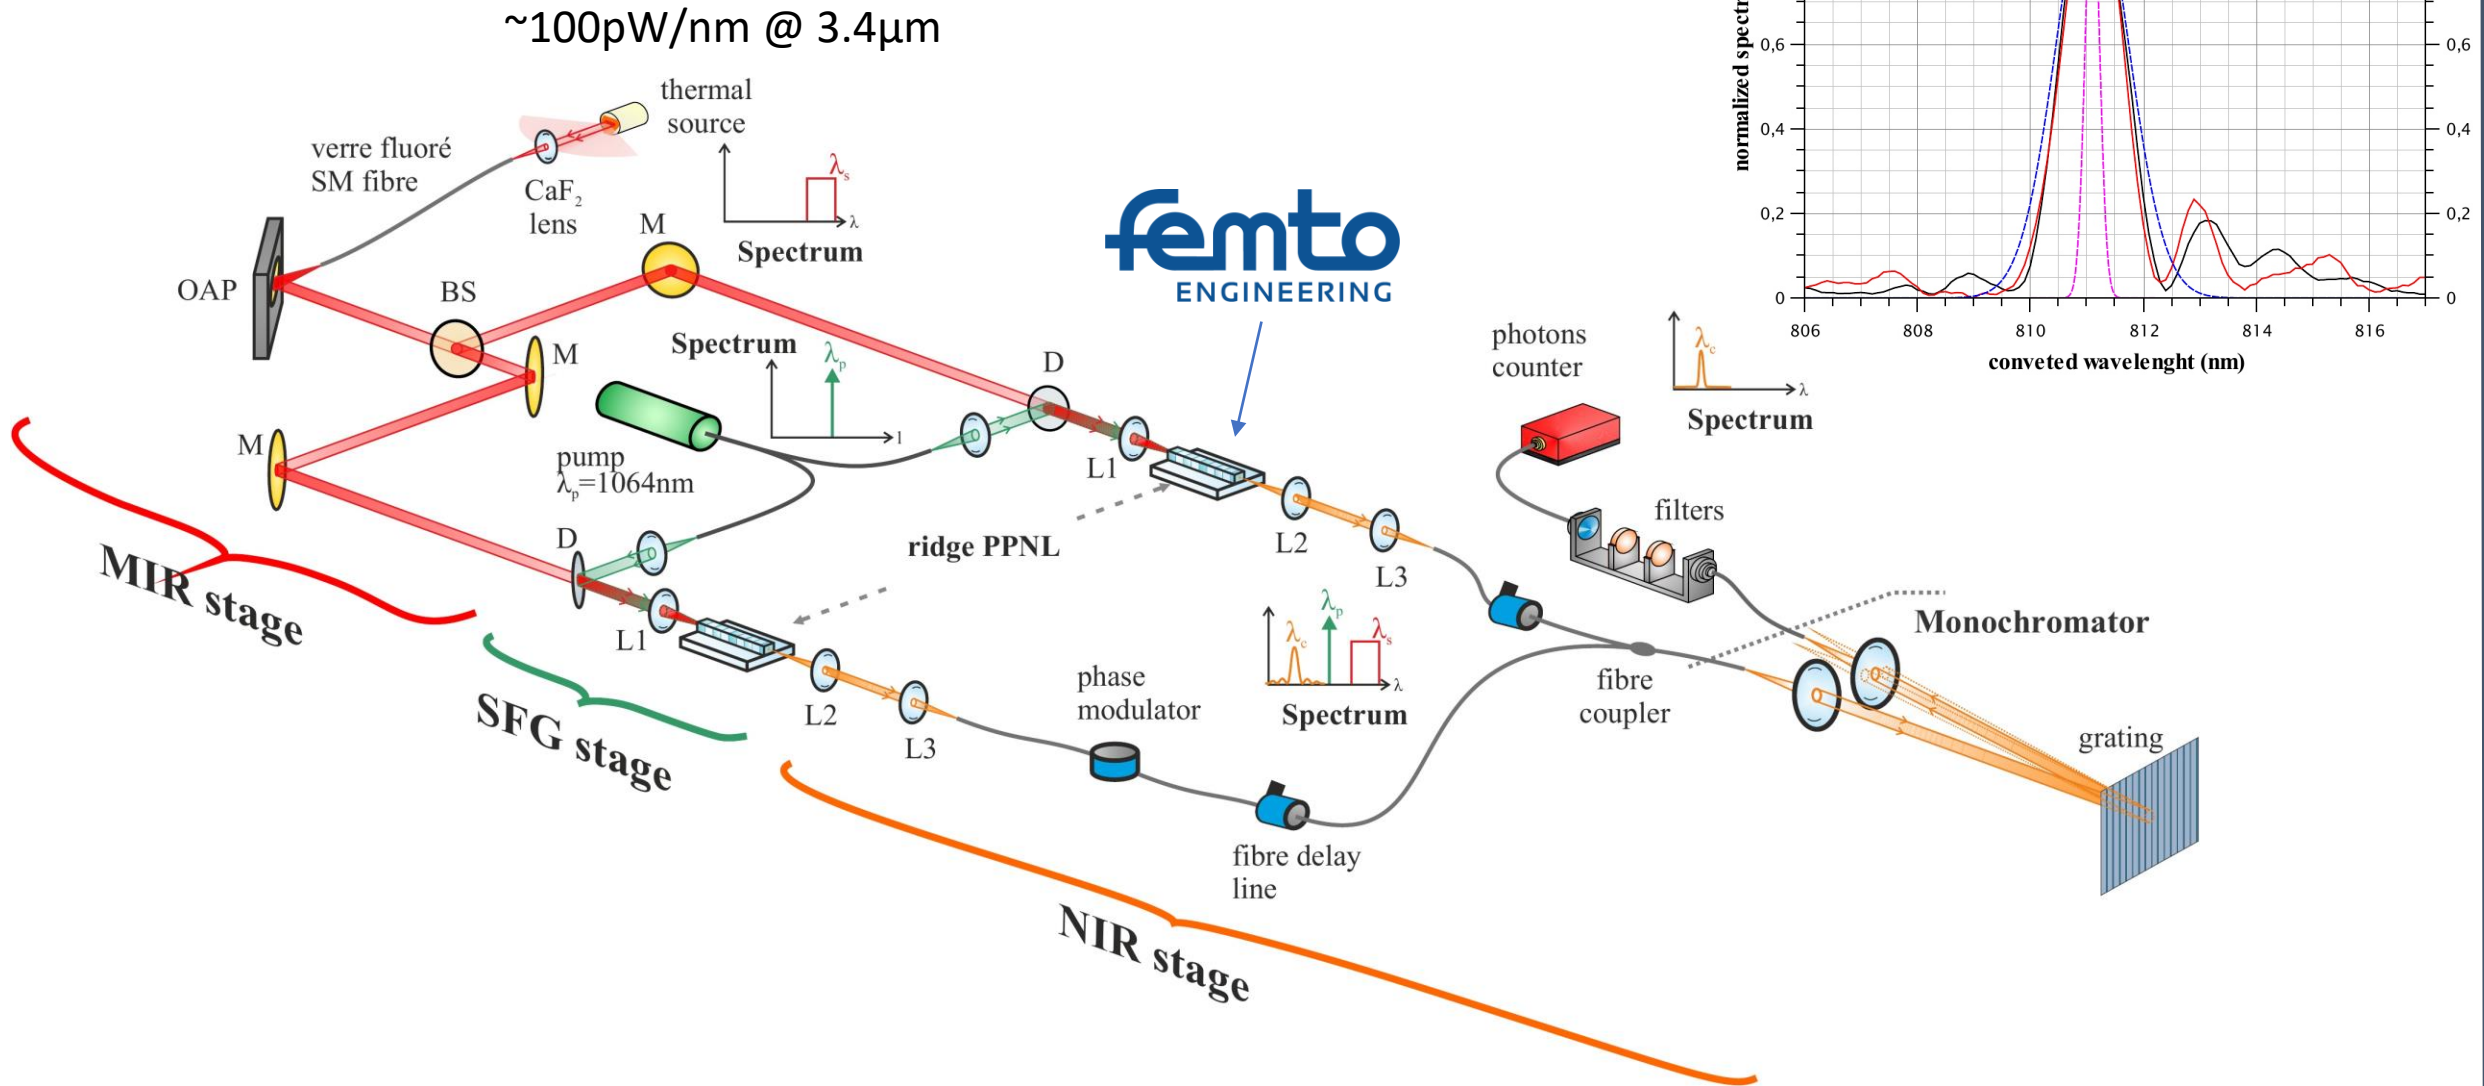 ~100pW/nm @ 3.4µm
thermal
source
verre fluoré
SM fibre
CaF2
lens
λs
λ
Spectrum
OAP
BS
M
M
M
Spectrum
λp
l
pump
λp=1064nm
D
D
L1
L1
ridge PPNL
L2
L2
L3
L3
femto
ENGINEERING
photons
counter
λc
λ
Spectrum
filters
Monochromator
λc
λp
λs
λ
Spectrum
phase
modulator
fibre
coupler
fibre delay
line
grating
MIR stage
SFG stage
NIR stage
normalized spectr
0,6
0,4
0,2
0
0,6
0,4
0,2
0
806
808
810
812
814
816
conveted wavelenght (nm)